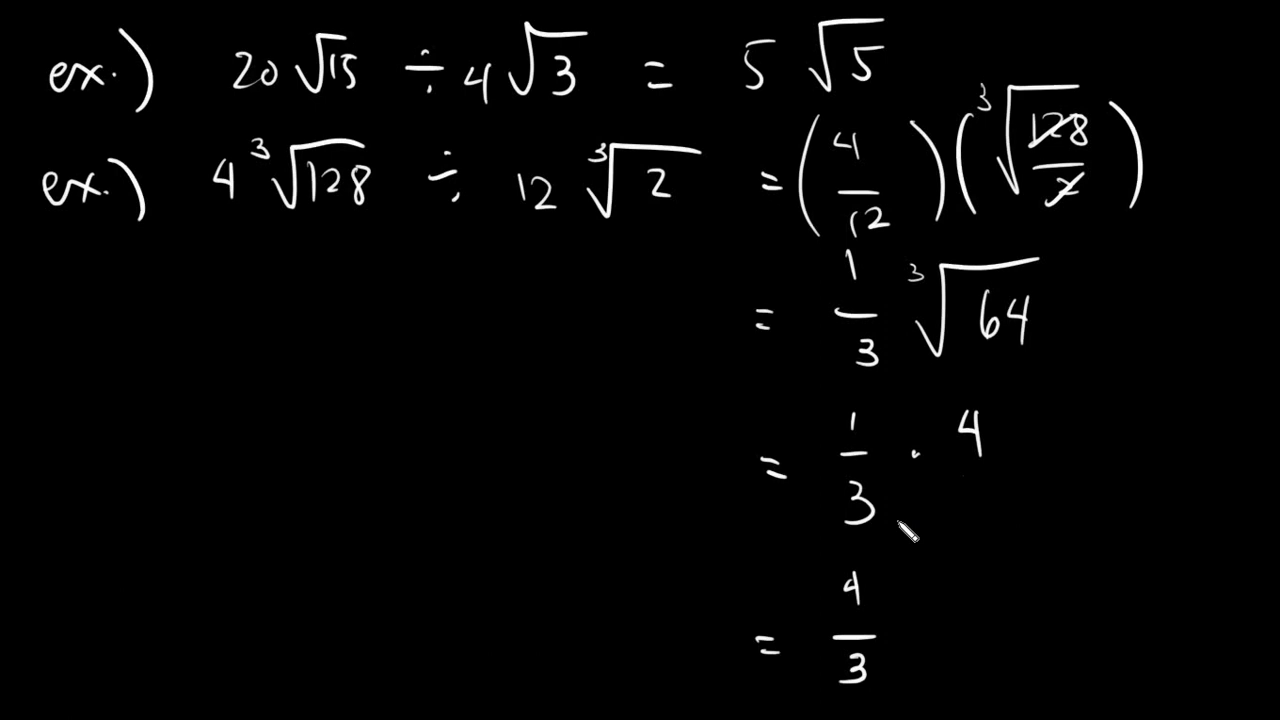 ex.) 20√15 ÷ 4√3 = 5√5
ex.) 4∛128 ÷ 12∛2 = (4/12)(∛(128/2))
= 1/3 ∛64
= 1/3 · 4
= 4/3